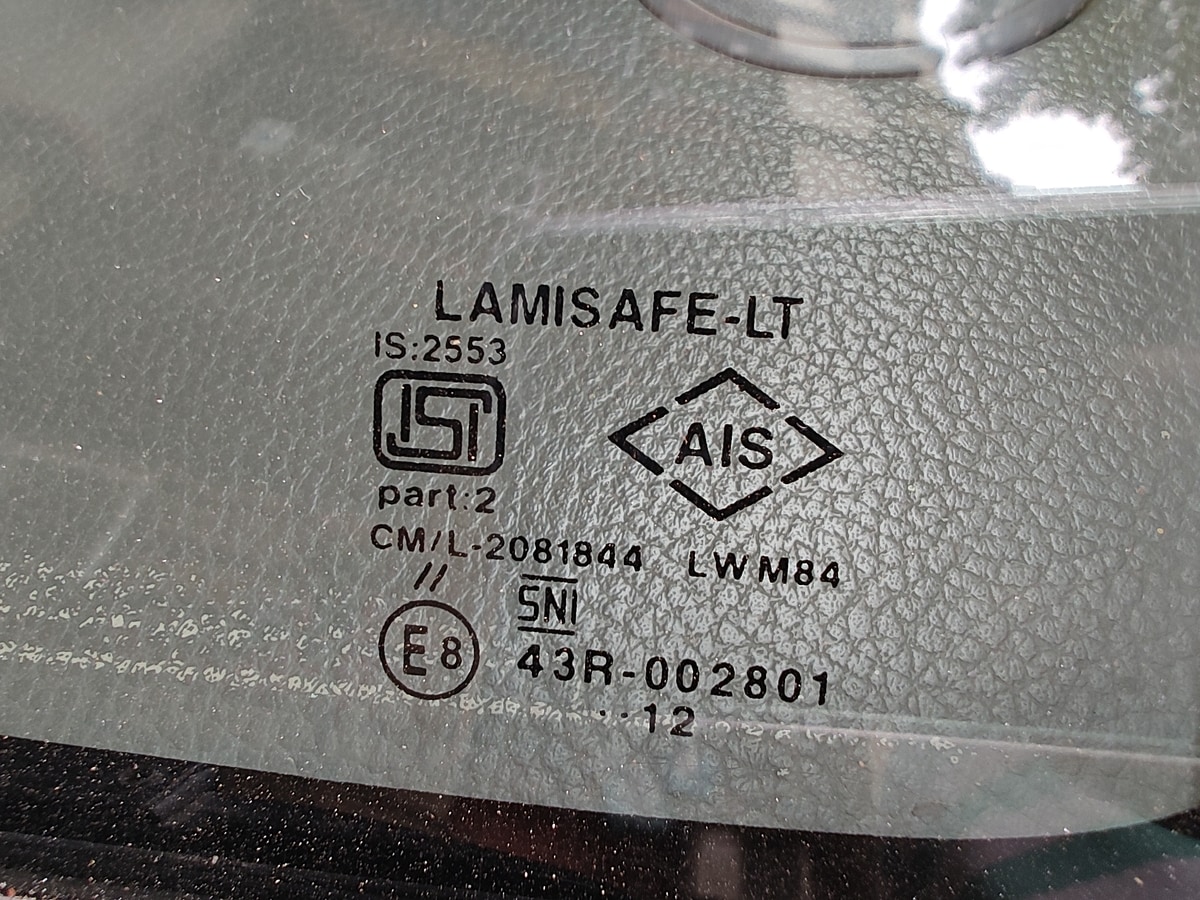 LAMISAFE-LT
IS:2553
ISI
AIS
part:2
CM/L-2081844 LWM84
//
SNI
E8 43R-002801
..12